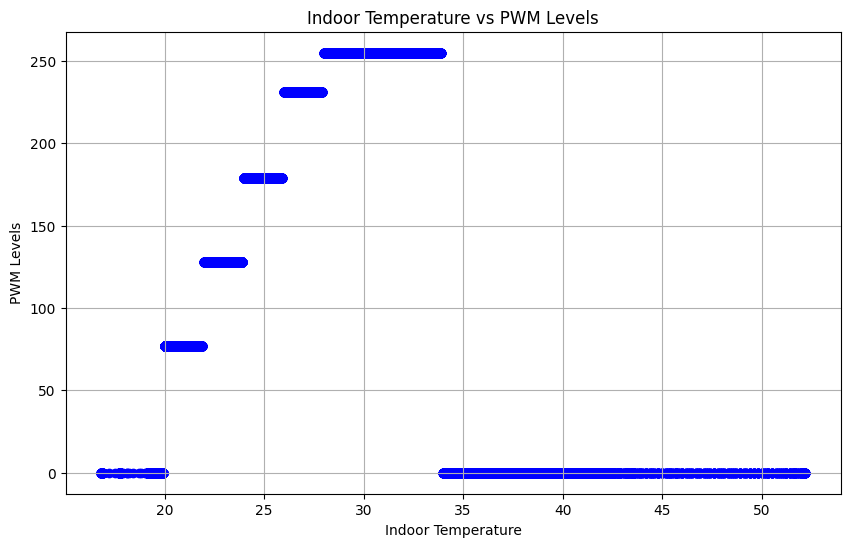 Indoor Temperature vs PWM Levels
250
200
150
100
50
0
PWM Levels
20 25 30 35 40 45 50
Indoor Temperature